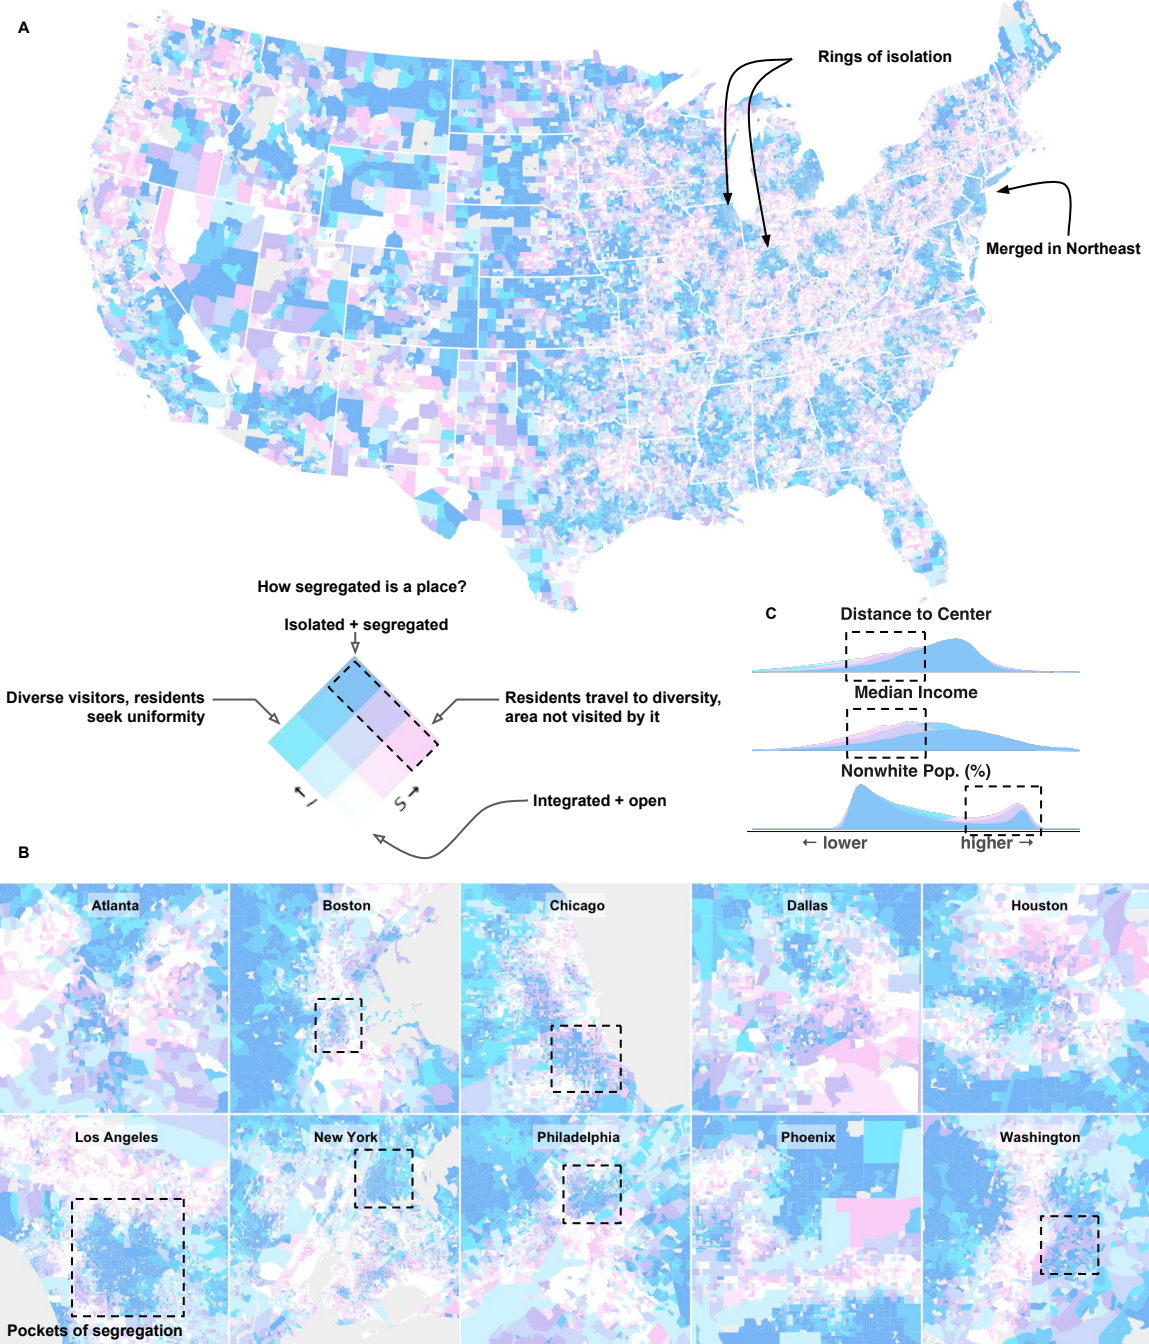 A
Rings of isolation
Merged in Northeast
How segregated is a place?
Isolated + segregated
Diverse visitors, residents
seek uniformity
Residents travel to diversity,
area not visited by it
← I
S →
Integrated + open
C
Distance to Center
Median Income
Nonwhite Pop. (%)
← lower
higher →
B
Atlanta
Boston
Chicago
Dallas
Houston
Los Angeles
New York
Philadelphia
Phoenix
Washington
Pockets of segregation